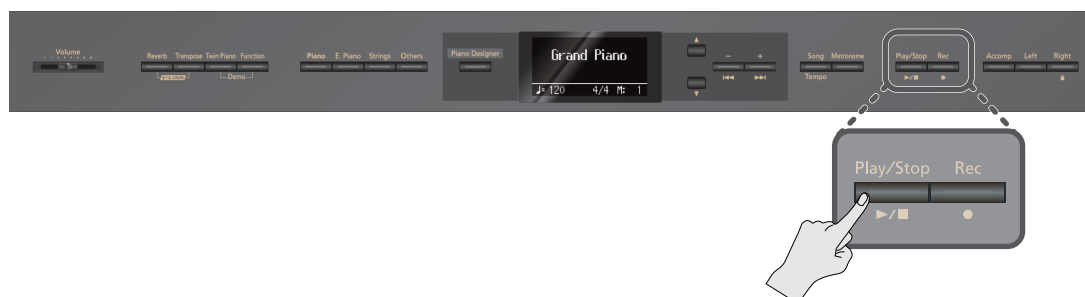 Volume
Reverb Transpose Twin Piano Function
V-LINK Demo
Piano E. Piano Strings Others
Piano Designer
Grand Piano
♩= 120 4/4 M: 1
- +
Song Metronome
Tempo
Play/Stop Rec
Accomp Left Right
Play/Stop Rec